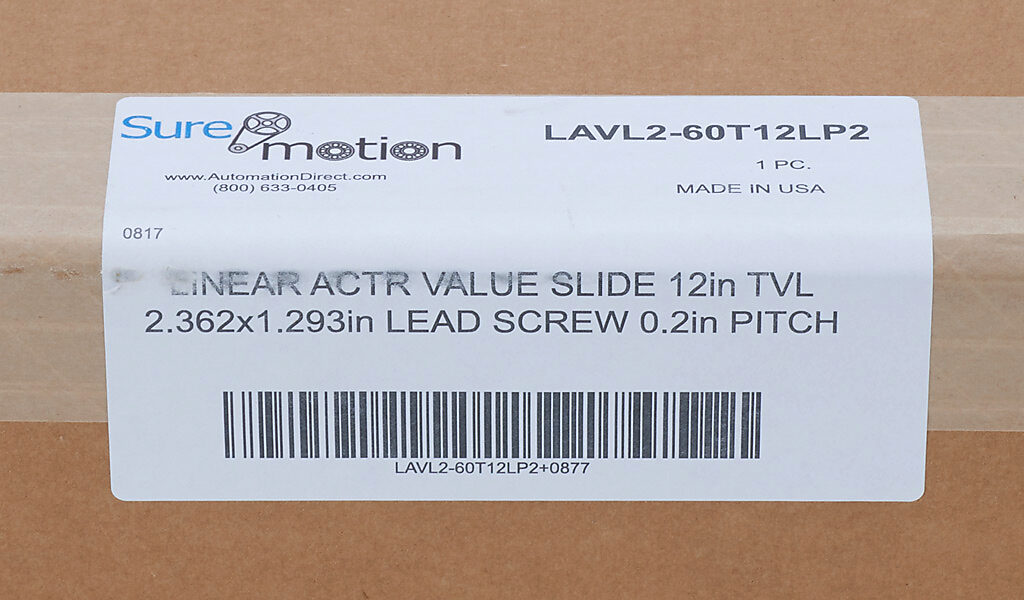 Sure motion
www.AutomationDirect.com
(800) 633-0405
LAVL2-60T12LP2
1 PC.
MADE IN USA
0817
LINEAR ACTR VALUE SLIDE 12in TVL
2.362x1.293in LEAD SCREW 0.2in PITCH
LAVL2-60T12LP2+0877